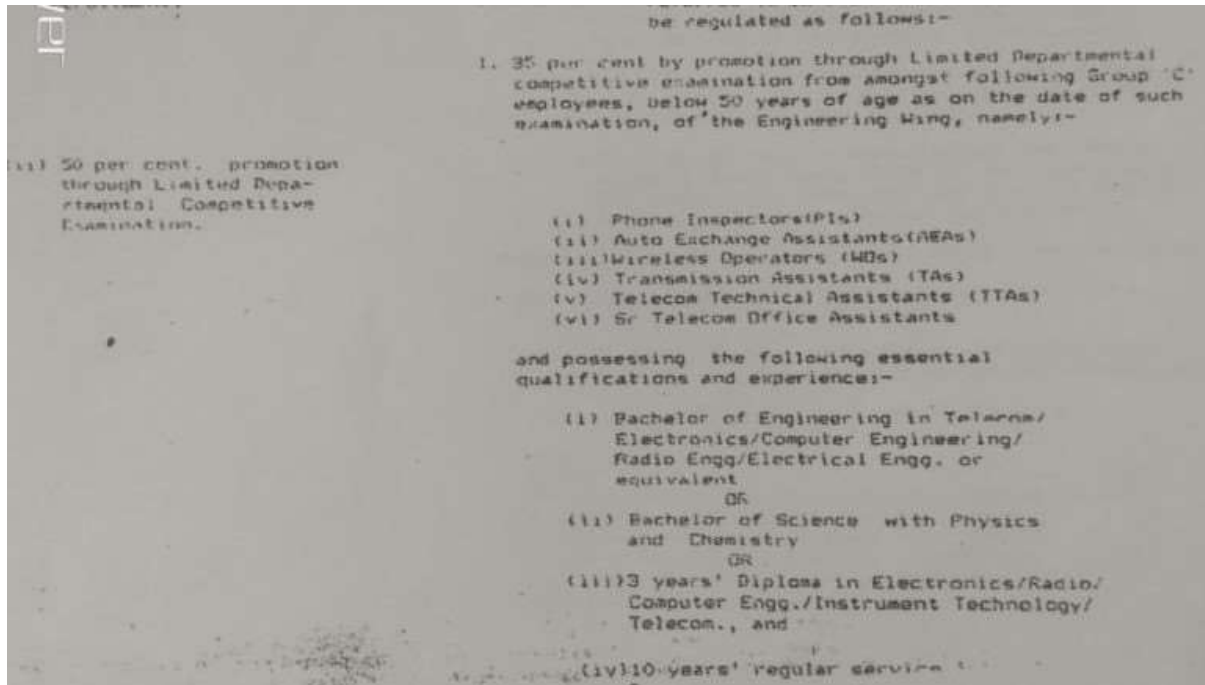 be regulated as follows:-
1. 35 per cent by promotion through Limited Departmental
competitive examination from amongst following Group 'C'
employees, below 50 years of age as on the date of such
examination, of the Engineering Wing, namely:-
(ii) 50 per cent. promotion
through Limited Depa-
rtmental Competitive
Examination.
(i) Phone Inspectors(PIs)
(ii) Auto Exchange Assistants(AEAs)
(iii)Wireless Operators (WOs)
(iv) Transmission Assistants (TAs)
(v) Telecom Technical Assistants (TTAs)
(vi) Sr Telecom Office Assistants
and possessing the following essential
qualifications and experience:-
(i) Bachelor of Engineering in Telecom/
Electronics/Computer Engineering/
Radio Engg/Electrical Engg. or
equivalent
OR
(ii) Bachelor of Science with Physics
and Chemistry
OR
(iii)3 years' Diploma in Electronics/Radio/
Computer Engg./Instrument Technology/
Telecom., and
(iv)10 years' regular service